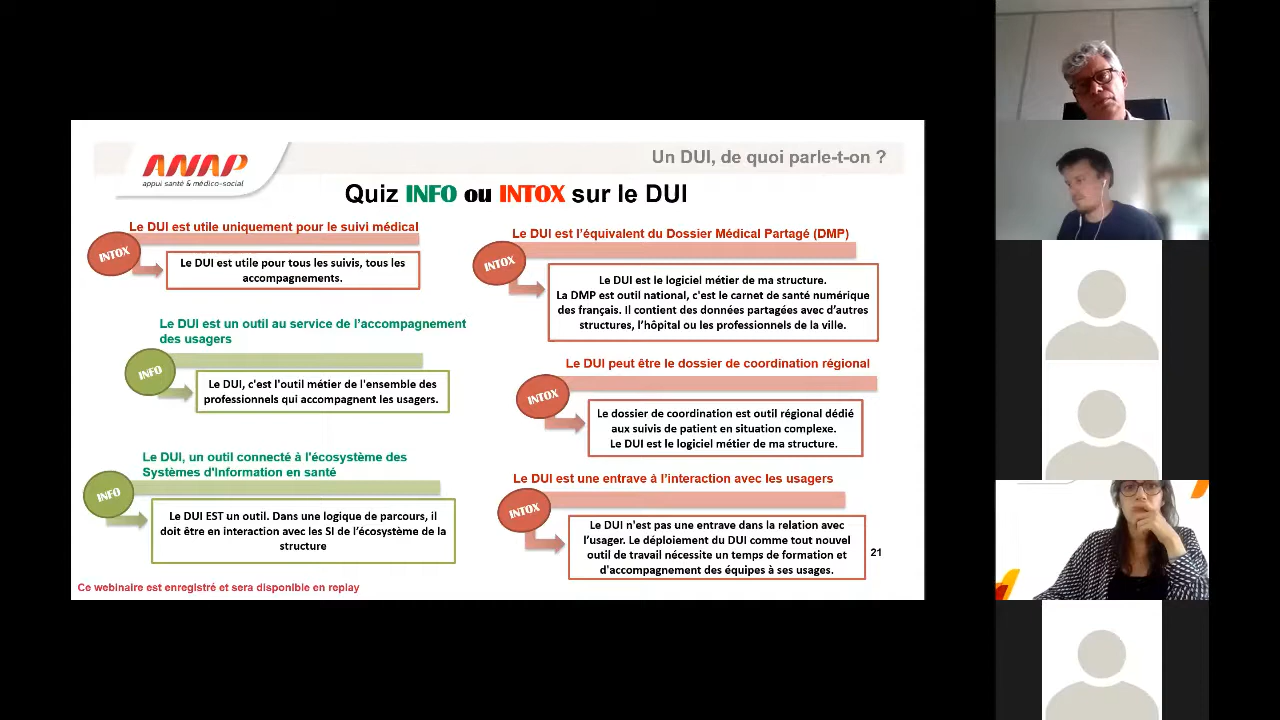 ANAP
appui santé & médico-social
Un DUI, de quoi parle-t-on ?
Quiz INFO ou INTOX sur le DUI
Le DUI est utile uniquement pour le suivi médical
INTOX
Le DUI est utile pour tous les suivis, tous les
accompagnements.
Le DUI est un outil au service de l’accompagnement
des usagers
INFO
Le DUI, c'est l'outil métier de l'ensemble des
professionnels qui accompagnent les usagers.
Le DUI, un outil connecté à l'écosystème des
Systèmes d'Information en santé
INFO
Le DUI EST un outil. Dans une logique de parcours, il
doit être en interaction avec les SI de l’écosystème de la
structure
Le DUI est l’équivalent du Dossier Médical Partagé (DMP)
INTOX
Le DUI est le logiciel métier de ma structure.
La DMP est outil national, c'est le carnet de santé numérique
des français. Il contient des données partagées avec d’autres
structures, l’hôpital ou les professionnels de la ville.
Le DUI peut être le dossier de coordination régional
INTOX
Le dossier de coordination est outil régional dédié
aux suivis de patient en situation complexe.
Le DUI est le logiciel métier de ma structure.
Le DUI est une entrave à l’interaction avec les usagers
INTOX
Le DUI n'est pas une entrave dans la relation avec
l’usager. Le déploiement du DUI comme tout nouvel
outil de travail nécessite un temps de formation et
d'accompagnement des équipes à ses usages.
21
Ce webinaire est enregistré et sera disponible en replay